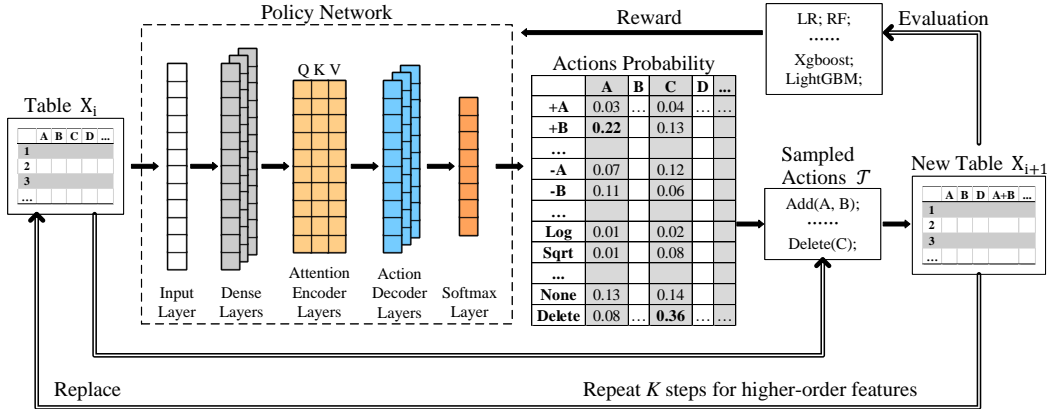 Policy Network
Reward
LR; RF;
......
Xgboost;
LightGBM;
Evaluation
Table X_i
A B C D ...
1
2
3
...
Q K V
Input
Layer
Dense
Layers
Attention
Encoder
Layers
Action
Decoder
Layers
Softmax
Layer
Actions Probability
A B C D ...
+A 0.03 ... 0.04 ... ...
+B 0.22 0.13
...
-A 0.07 0.12
-B 0.11 0.06
...
Log 0.01 0.02
Sqrt 0.01 0.08
...
None 0.13 0.14
Delete 0.08 ... 0.36 ... ...
Sampled
Actions 𝒯
Add(A, B);
......
Delete(C);
New Table X_{i+1}
A B D A+B ...
1
2
3
...
Replace
Repeat K steps for higher-order features